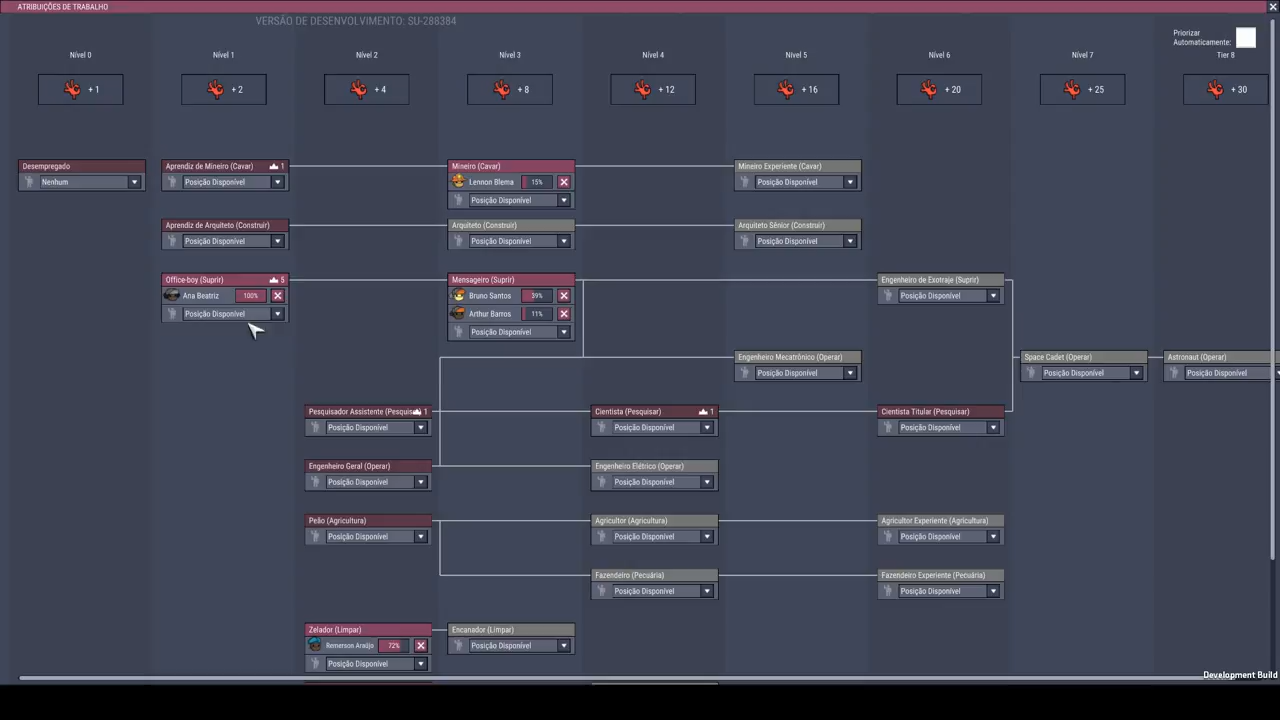 ATRIBUIÇÕES DE TRABALHO
VERSÃO DE DESENVOLVIMENTO: SU-288384
Priorizar
Automaticamente:
Nível 0
Nível 1
Nível 2
Nível 3
Nível 4
Nível 5
Nível 6
Nível 7
Tier 8
+ 1
+ 2
+ 4
+ 8
+ 12
+ 16
+ 20
+ 25
+ 30
Desempregado
Nenhum
Aprendiz de Mineiro (Cavar) 1
Posição Disponível
Mineiro (Cavar)
Lennon Blema 15%
Posição Disponível
Mineiro Experiente (Cavar)
Posição Disponível
Aprendiz de Arquiteto (Construir)
Posição Disponível
Arquiteto (Construir)
Posição Disponível
Arquiteto Sênior (Construir)
Posição Disponível
Office-boy (Suprir) 5
Ana Beatriz 100%
Posição Disponível
Mensageiro (Suprir)
Bruno Santos 39%
Arthur Barros 11%
Posição Disponível
Engenheiro de Exotraje (Suprir)
Posição Disponível
Engenheiro Mecatrônico (Operar)
Posição Disponível
Space Cadet (Operar)
Posição Disponível
Astronaut (Operar)
Posição Disponível
Pesquisador Assistente (Pesquisar) 1
Posição Disponível
Cientista (Pesquisar) 1
Posição Disponível
Cientista Titular (Pesquisar)
Posição Disponível
Engenheiro Geral (Operar)
Posição Disponível
Engenheiro Elétrico (Operar)
Posição Disponível
Peão (Agricultura)
Posição Disponível
Agricultor (Agricultura)
Posição Disponível
Agricultor Experiente (Agricultura)
Posição Disponível
Fazendeiro (Pecuária)
Posição Disponível
Fazendeiro Experiente (Pecuária)
Posição Disponível
Zelador (Limpar)
Remerson Araújo 72%
Posição Disponível
Encanador (Limpar)
Posição Disponível
Development Build